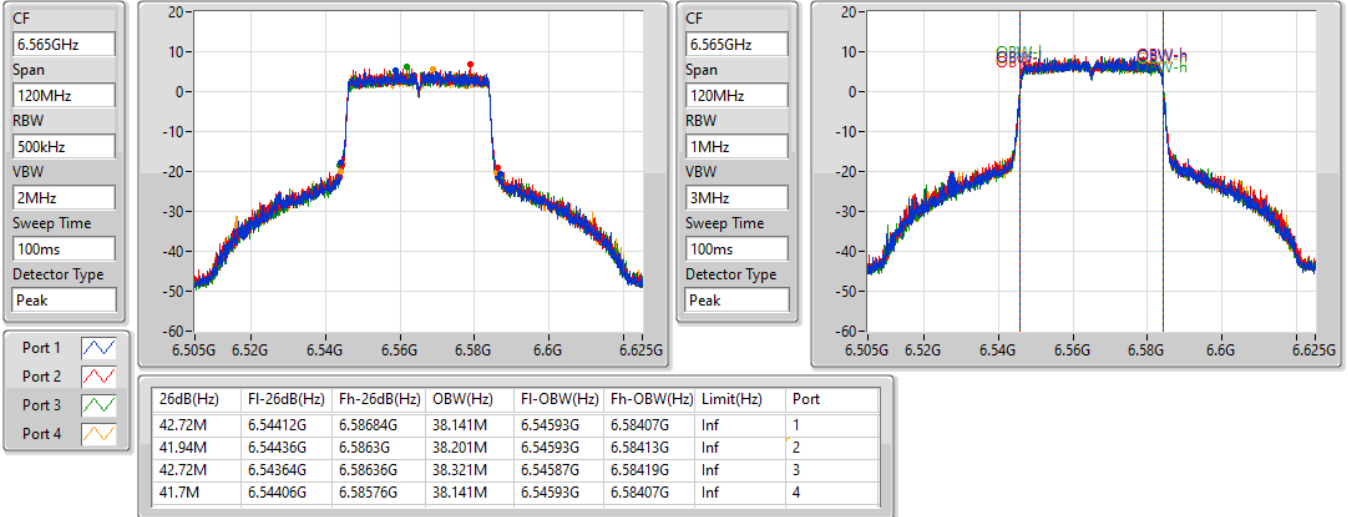 CF
6.565GHz
Span
120MHz
RBW
500kHz
VBW
2MHz
Sweep Time
100ms
Detector Type
Peak
Port 1
Port 2
Port 3
Port 4
20
10
0
-10
-20
-30
-40
-50
-60
6.505G 6.52G 6.54G 6.56G 6.58G 6.6G 6.625G
CF
6.565GHz
Span
120MHz
RBW
1MHz
VBW
3MHz
Sweep Time
100ms
Detector Type
Peak
20
10
0
-10
-20
-30
-40
-50
-60
OBW-l
OBW-h
OBW-h
6.505G 6.52G 6.54G 6.56G 6.58G 6.6G 6.625G
26dB(Hz) Fl-26dB(Hz) Fh-26dB(Hz) OBW(Hz) Fl-OBW(Hz) Fh-OBW(Hz) Limit(Hz) Port
42.72M 6.54412G 6.58684G 38.141M 6.54593G 6.58407G Inf 1
41.94M 6.54436G 6.5863G 38.201M 6.54593G 6.58413G Inf 2
42.72M 6.54364G 6.58636G 38.321M 6.54587G 6.58419G Inf 3
41.7M 6.54406G 6.58576G 38.141M 6.54593G 6.58407G Inf 4